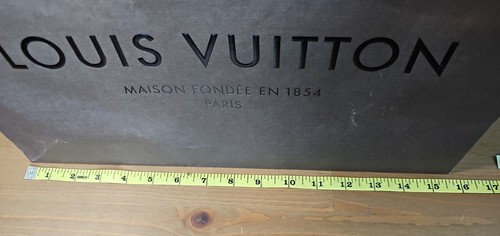 LOUIS VUITTON
MAISON FONDÉE EN 1854
PARIS
1 2 3 4 5 6 7 8 9 10 11 12 13 14 15 16 17